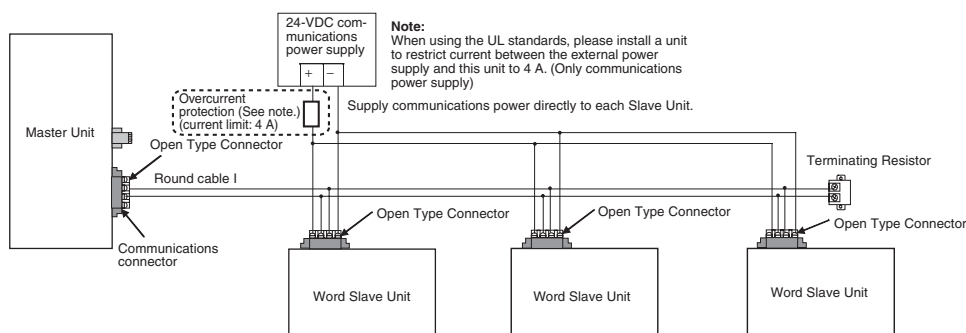 24-VDC com-
munications
power supply
+ –
Note:
When using the UL standards, please install a unit
to restrict current between the external power
supply and this unit to 4 A. (Only communications
power supply)
Overcurrent
protection (See note.)
(current limit: 4 A)
Supply communications power directly to each Slave Unit.
Master Unit
Open Type Connector
Round cable I
Terminating Resistor
Communications
connector
Open Type Connector
Open Type Connector
Open Type Connector
Word Slave Unit
Word Slave Unit
Word Slave Unit